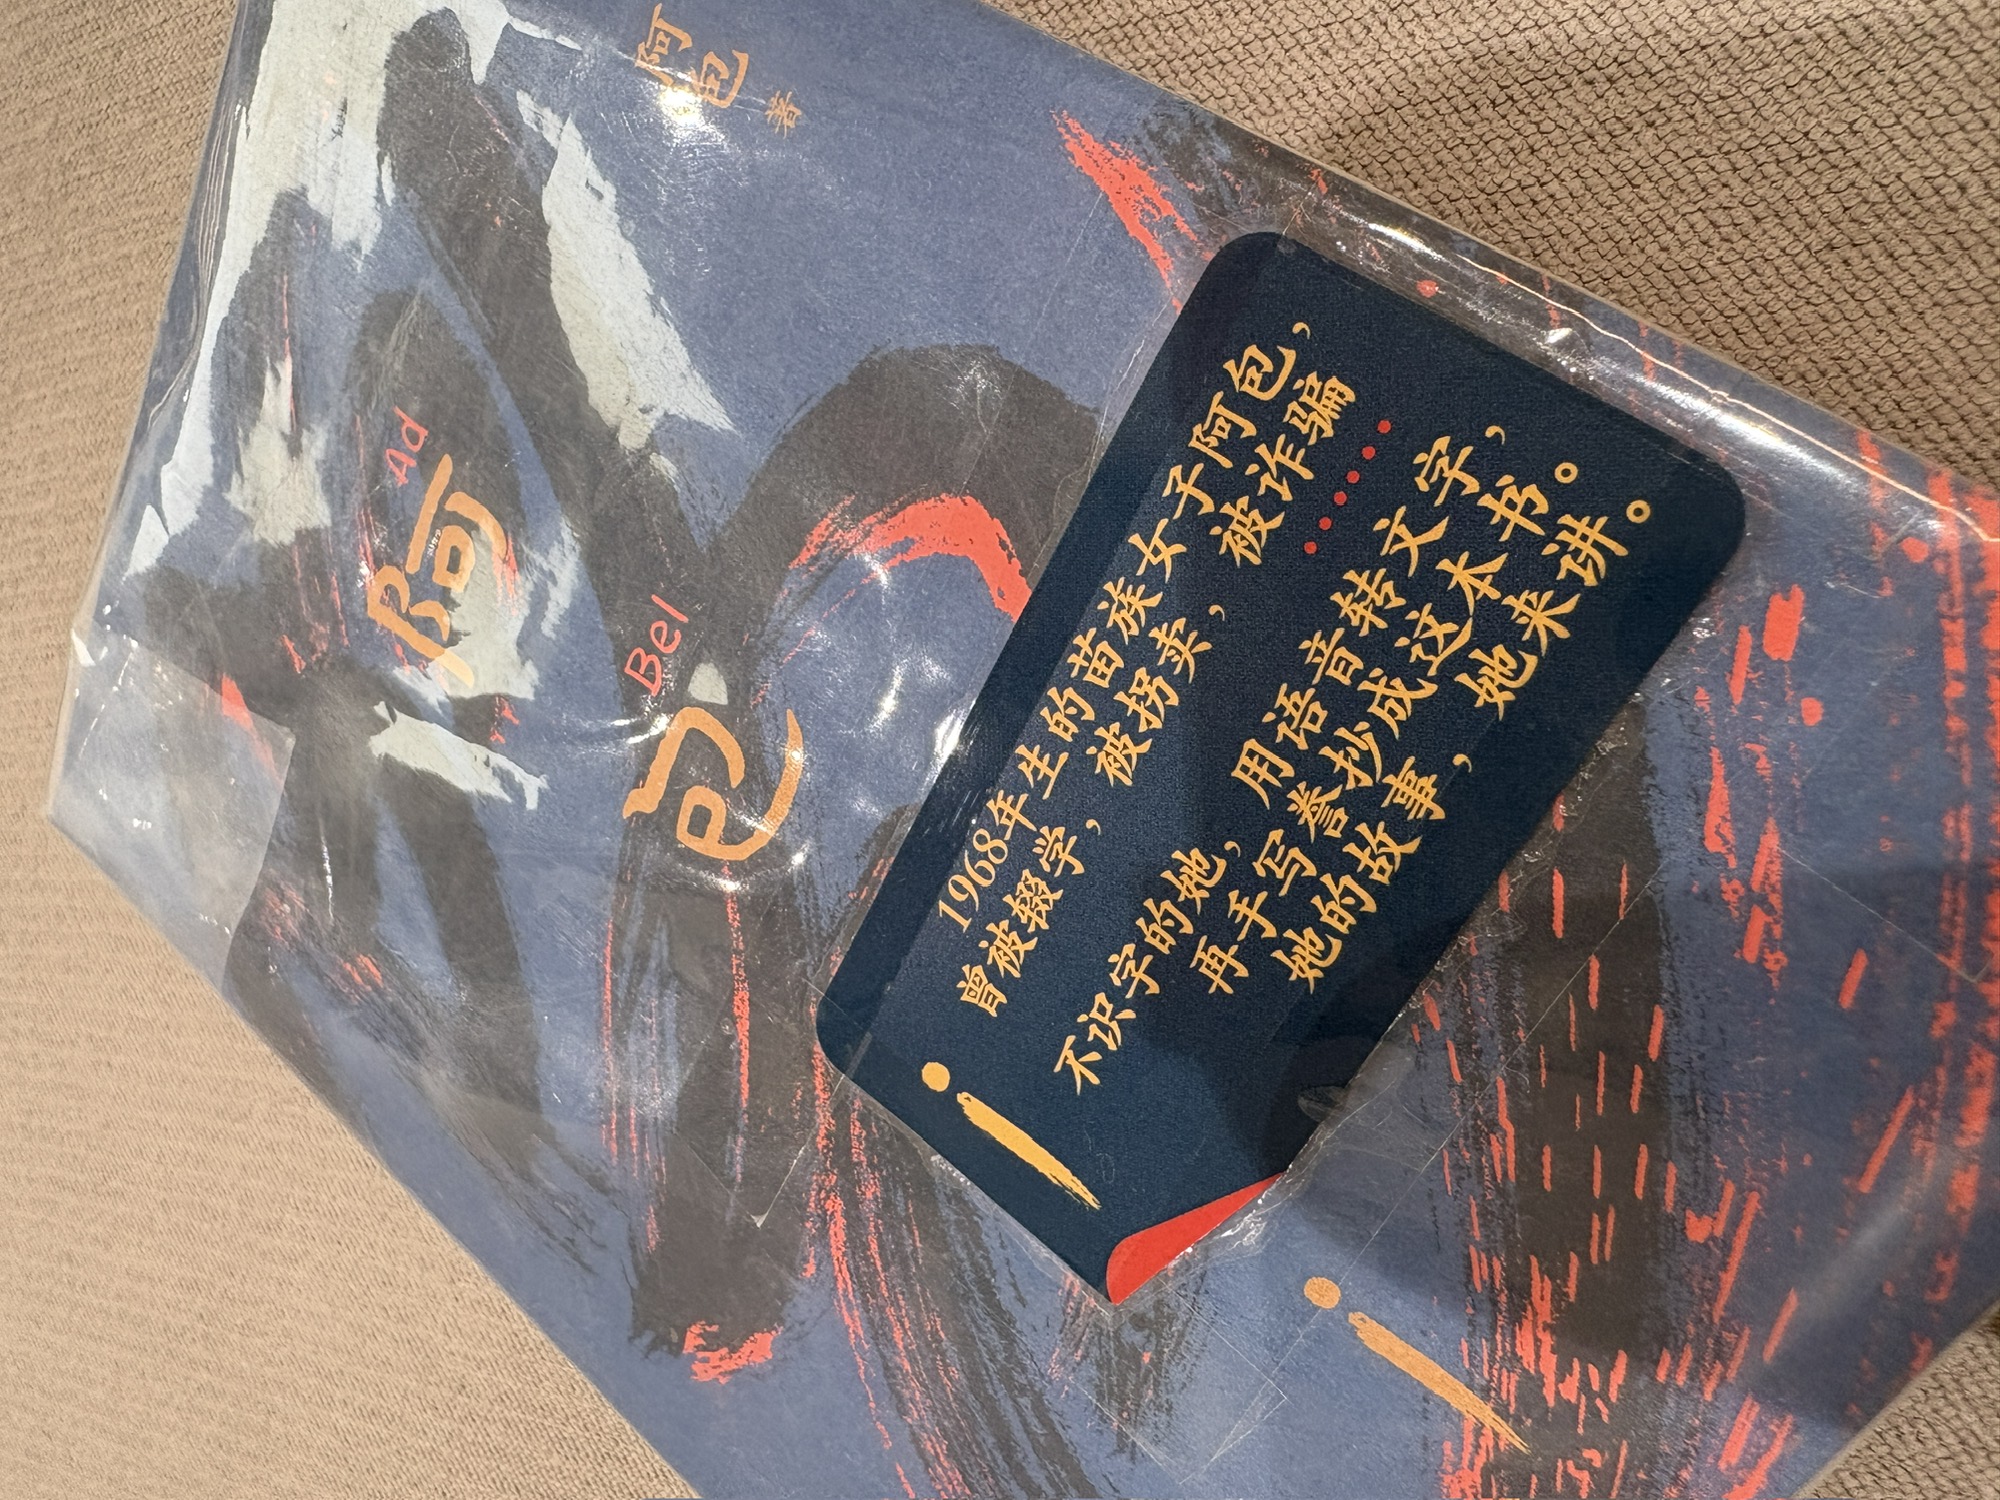 阿包 著
Ad
阿
Bel
包
1968年生的苗族女子阿包，
曾被辍学，被拐卖，被诈骗
······
不识字的她，用语音转文字，
再手写誊抄成这本书。
她的故事，她来讲。